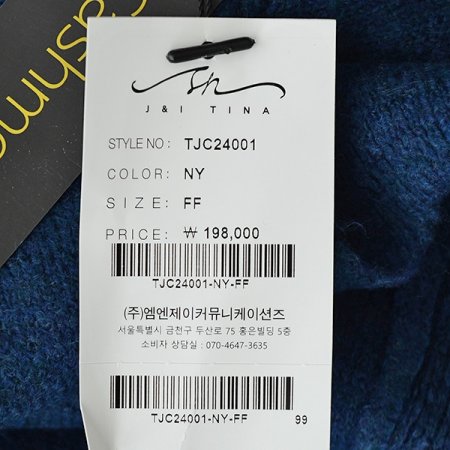 cashm
sh
J & I TINA
STYLE NO : TJC24001
COLOR: NY
SIZE: FF
PRICE: ₩ 198,000
TJC24001-NY-FF
(주)엠엔제이커뮤니케이션즈
서울특별시 금천구 두산로 75 홍은빌딩 5층
소비자 상담실 : 070-4647-3635
TJC24001-NY-FF
99